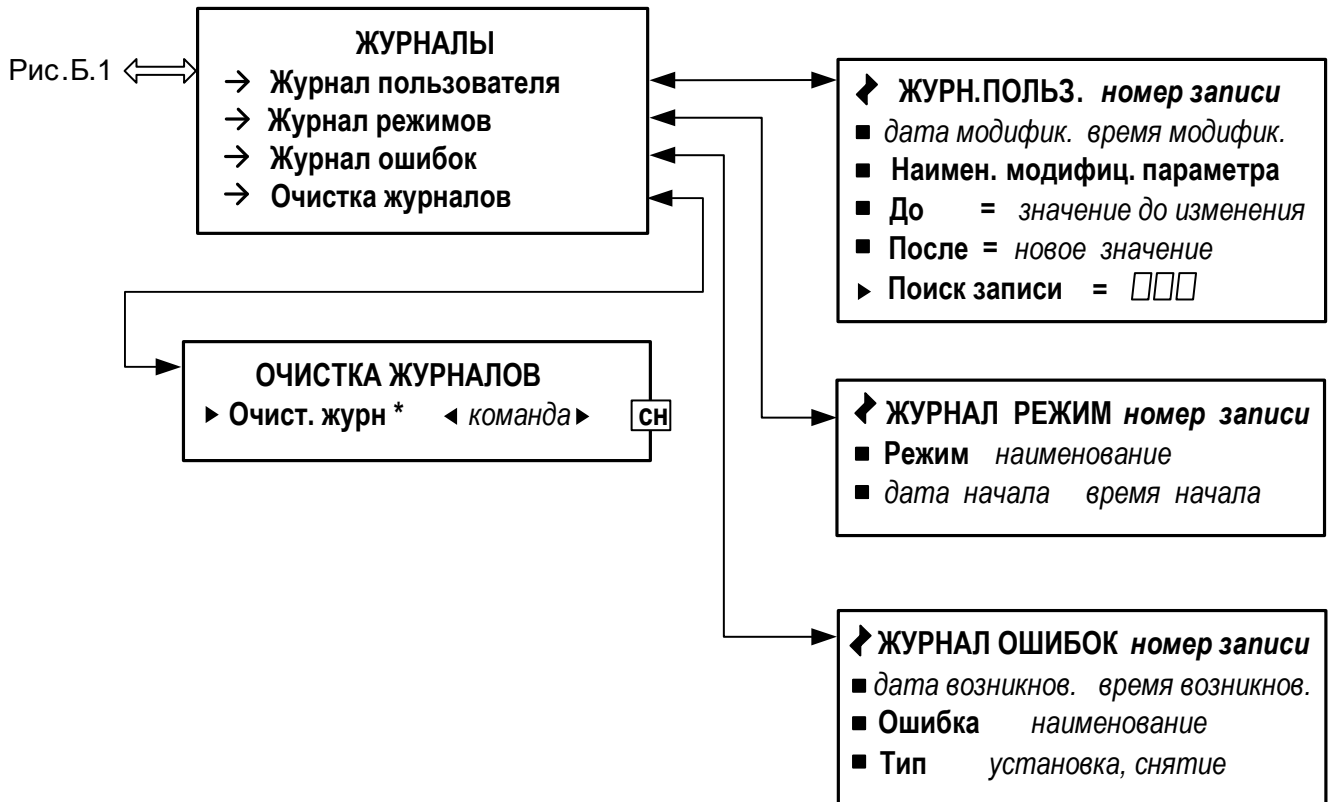 Рис.Б.1
ЖУРНАЛЫ
→ Журнал пользователя
→ Журнал режимов
→ Журнал ошибок
→ Очистка журналов
ОЧИСТКА ЖУРНАЛОВ
▶ Очист. журн * ◀ команда ▶ СН
ЖУРН.ПОЛЬЗ. номер записи
■ дата модифик. время модифик.
■ Наимен. модифиц. параметра
■ До = значение до изменения
■ После = новое значение
▶ Поиск записи = □□□
ЖУРНАЛ РЕЖИМ номер записи
■ Режим наименование
■ дата начала время начала
ЖУРНАЛ ОШИБОК номер записи
■ дата возникнов. время возникнов.
■ Ошибка наименование
■ Тип установка, снятие